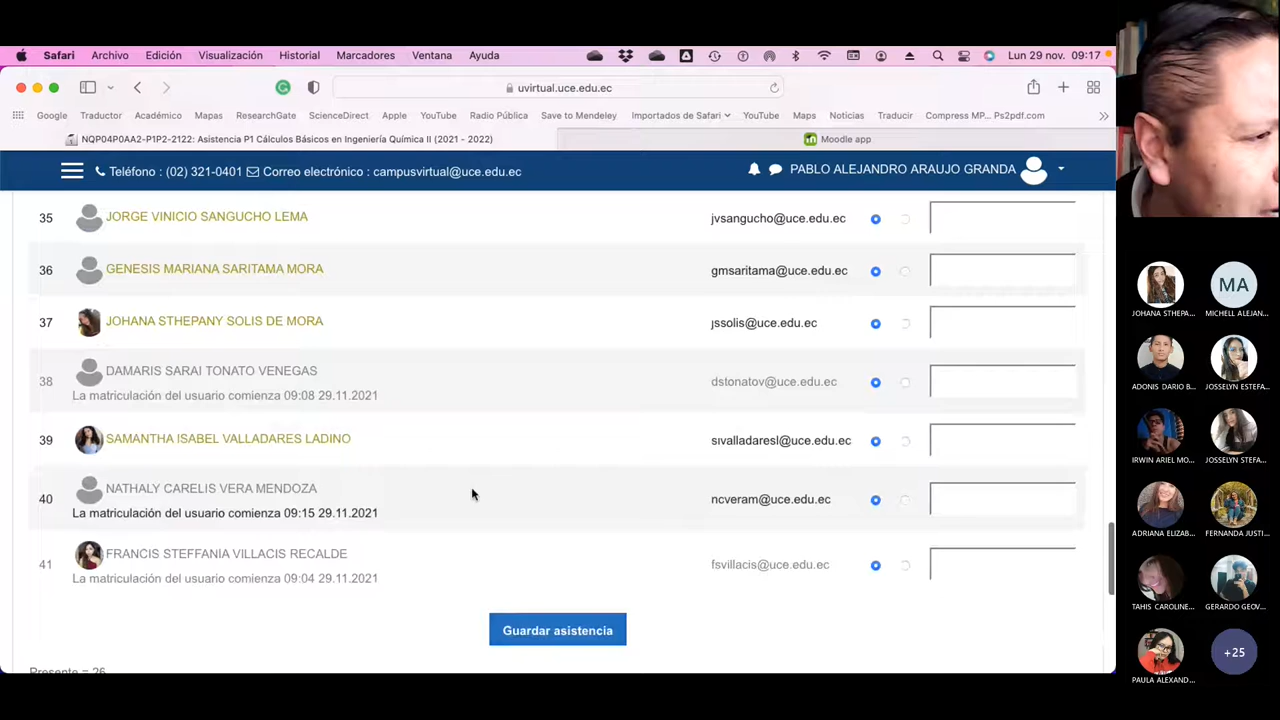 Safari Archivo Edición Visualización Historial Marcadores Ventana Ayuda Lun 29 nov. 09:17
uvirtual.uce.edu.ec
Google Traductor Académico Mapas ResearchGate ScienceDirect Apple YouTube Radio Pública Save to Mendeley Importados de Safari YouTube Maps Noticias Traducir Compress MP... Ps2pdf.com
NQP04P0AA2-P1P2-2122: Asistencia P1 Cálculos Básicos en Ingeniería Química II (2021 - 2022) Moodle app
Teléfono : (02) 321-0401 Correo electrónico : campusvirtual@uce.edu.ec PABLO ALEJANDRO ARAUJO GRANDA
35 JORGE VINICIO SANGUCHO LEMA jvsangucho@uce.edu.ec
36 GENESIS MARIANA SARITAMA MORA gmsaritama@uce.edu.ec
37 JOHANA STHEPANY SOLIS DE MORA jssolis@uce.edu.ec
38 DAMARIS SARAI TONATO VENEGAS dstonatov@uce.edu.ec
La matriculación del usuario comienza 09:08 29.11.2021
39 SAMANTHA ISABEL VALLADARES LADINO sivalladaresl@uce.edu.ec
40 NATHALY CARELIS VERA MENDOZA ncveram@uce.edu.ec
La matriculación del usuario comienza 09:15 29.11.2021
41 FRANCIS STEFFANIA VILLACIS RECALDE fsvillacis@uce.edu.ec
La matriculación del usuario comienza 09:04 29.11.2021
Guardar asistencia
Presente = 26
MA
JOHANA STHEPA... MICHELL ALEJAN...
ADONIS DARIO B... JOSSELYN ESTEFA...
IRWIN ARIEL MO... JOSSELYN STEFA...
ADRIANA ELIZAB... FERNANDA JUSTI...
TAHIS CAROLINE... GERARDO GEOV...
+25
PAULA ALEXAND...